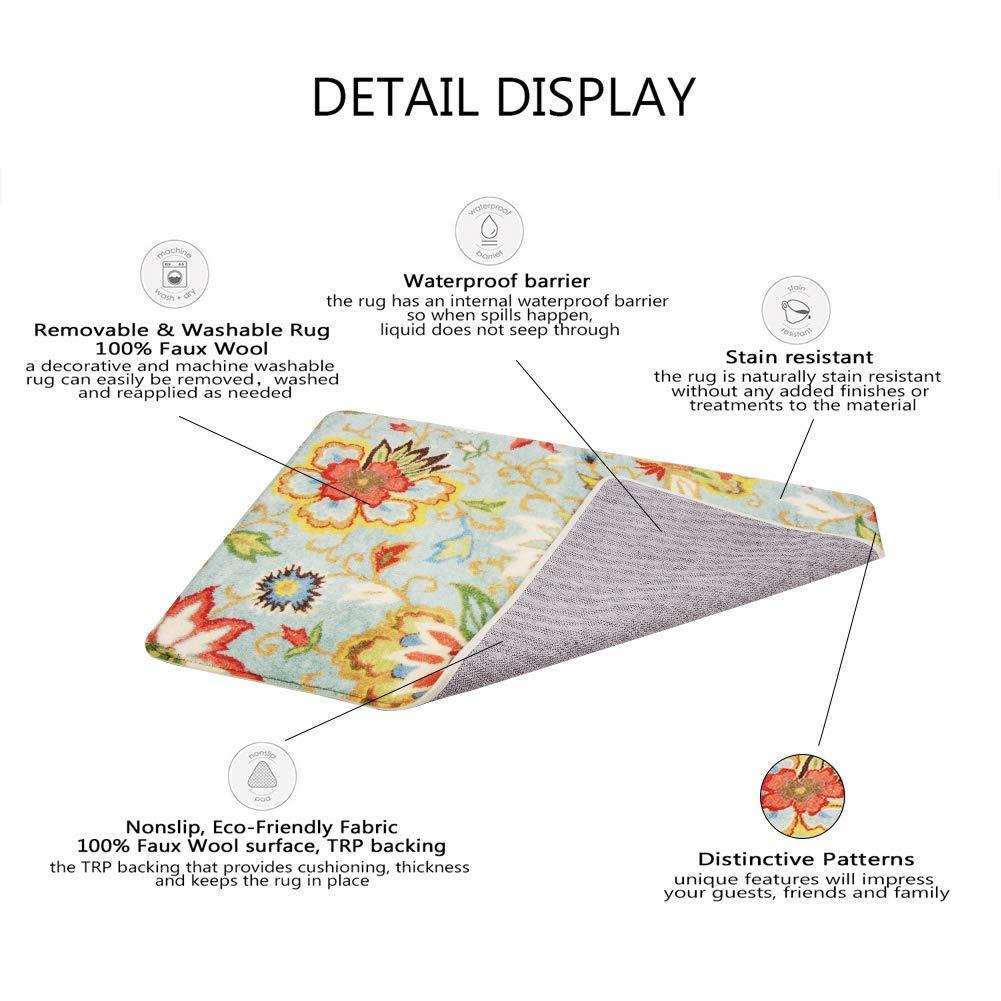 DETAIL DISPLAY
waterproof
barrier
Waterproof barrier
the rug has an internal waterproof barrier
so when spills happen,
liquid does not seep through
machine
wash + dry
Removable & Washable Rug
100% Faux Wool
a decorative and machine washable
rug can easily be removed，washed
and reapplied as needed
stain
resistant
Stain resistant
the rug is naturally stain resistant
without any added finishes or
treatments to the material
nonslip
pad
Nonslip, Eco-Friendly Fabric
100% Faux Wool surface, TRP backing
the TRP backing that provides cushioning, thickness
and keeps the rug in place
Distinctive Patterns
unique features will impress
your guests, friends and family